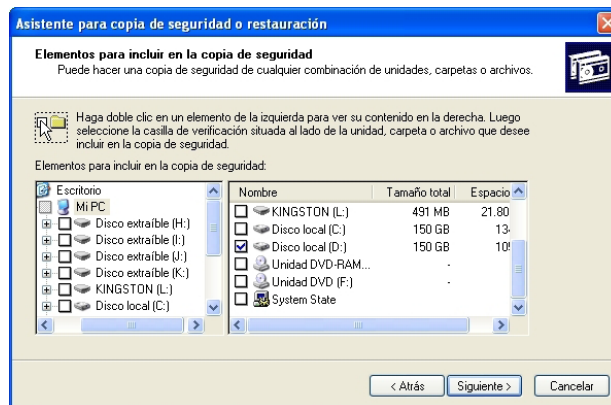 Asistente para copia de seguridad o restauración
Elementos para incluir en la copia de seguridad
Puede hacer una copia de seguridad de cualquier combinación de unidades, carpetas o archivos.
Haga doble clic en un elemento de la izquierda para ver su contenido en la derecha. Luego
seleccione la casilla de verificación situada al lado de la unidad, carpeta o archivo que desee
incluir en la copia de seguridad.
Elementos para incluir en la copia de seguridad:
Escritorio
Mi PC
Disco extraíble (H:)
Disco extraíble (I:)
Disco extraíble (J:)
Disco extraíble (K:)
KINGSTON (L:)
Disco local (C:)
Nombre Tamaño total Espacio
KINGSTON (L:) 491 MB 21.80
Disco local (C:) 150 GB 13
Disco local (D:) 150 GB 10
Unidad DVD-RAM... -
Unidad DVD (F:) -
System State
< Atrás Siguiente > Cancelar